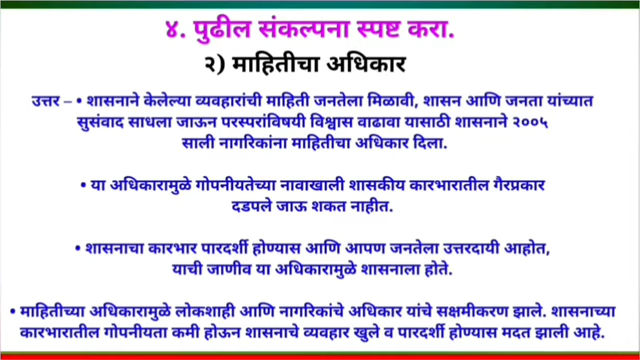 ४. पुढील संकल्पना स्पष्ट करा.
२) माहितीचा अधिकार
उत्तर – • शासनाने केलेल्या व्यवहारांची माहिती जनतेला मिळावी, शासन आणि जनता यांच्यात
सुसंवाद साधला जाऊन परस्परांविषयी विश्वास वाढावा यासाठी शासनाने २००५
साली नागरिकांना माहितीचा अधिकार दिला.
• या अधिकारामुळे गोपनीयतेच्या नावाखाली शासकीय कारभारातील गैरप्रकार
दडपले जाऊ शकत नाहीत.
• शासनाचा कारभार पारदर्शी होण्यास आणि आपण जनतेला उत्तरदायी आहोत,
याची जाणीव या अधिकारामुळे शासनाला होते.
• माहितीच्या अधिकारामुळे लोकशाही आणि नागरिकांचे अधिकार यांचे सक्षमीकरण झाले. शासनाच्या
कारभारातील गोपनीयता कमी होऊन शासनाचे व्यवहार खुले व पारदर्शी होण्यास मदत झाली आहे.